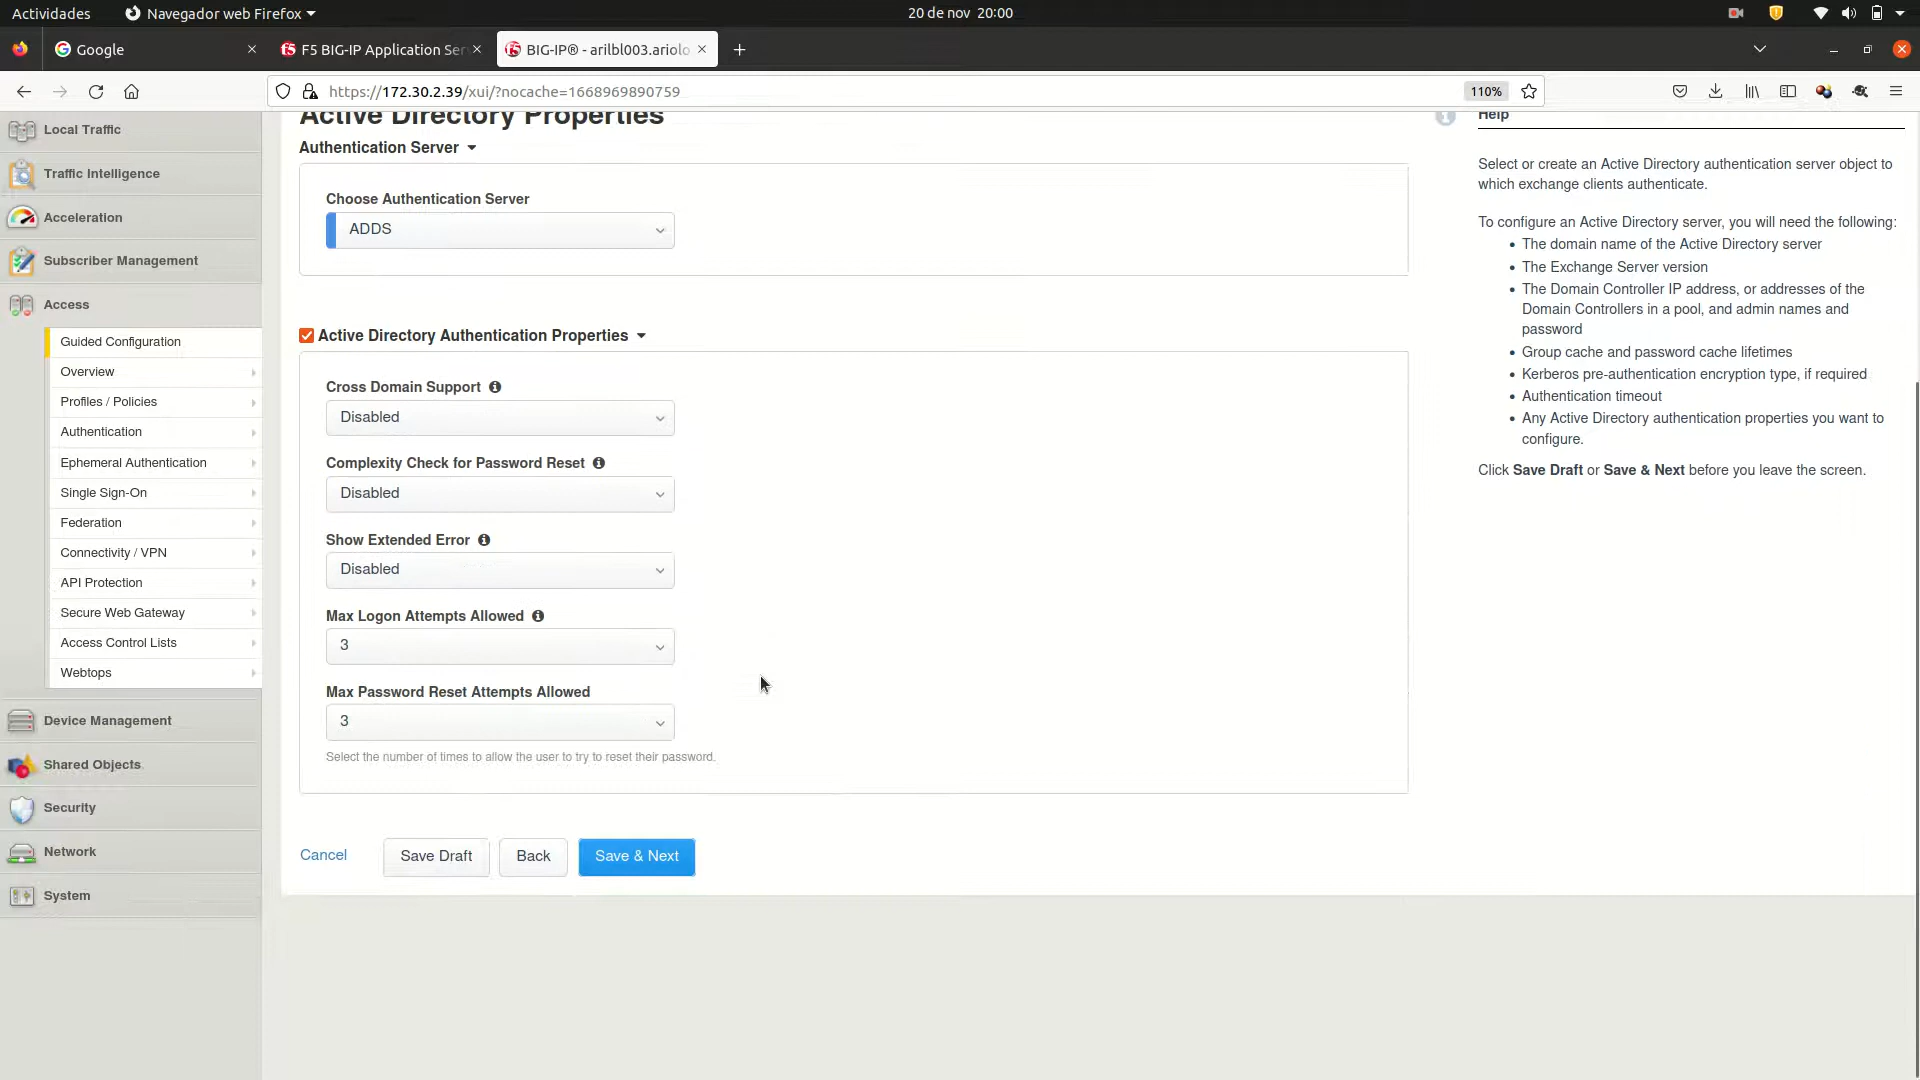 Actividades
Navegador web Firefox
20 de nov 20:00
Google
F5 BIG-IP Application Ser
BIG-IP® - arilbl003.ariolo
https://172.30.2.39/xui/?nocache=1668969890759
110%
Local Traffic
Traffic Intelligence
Acceleration
Subscriber Management
Access
Guided Configuration
Overview
Profiles / Policies
Authentication
Ephemeral Authentication
Single Sign-On
Federation
Connectivity / VPN
API Protection
Secure Web Gateway
Access Control Lists
Webtops
Device Management
Shared Objects
Security
Network
System
Active Directory Properties
Authentication Server
Choose Authentication Server
ADDS
Active Directory Authentication Properties
Cross Domain Support
Disabled
Complexity Check for Password Reset
Disabled
Show Extended Error
Disabled
Max Logon Attempts Allowed
3
Max Password Reset Attempts Allowed
3
Select the number of times to allow the user to try to reset their password.
Cancel
Save Draft
Back
Save & Next
Help
Select or create an Active Directory authentication server object to
which exchange clients authenticate.
To configure an Active Directory server, you will need the following:
• The domain name of the Active Directory server
• The Exchange Server version
• The Domain Controller IP address, or addresses of the
Domain Controllers in a pool, and admin names and
password
• Group cache and password cache lifetimes
• Kerberos pre-authentication encryption type, if required
• Authentication timeout
• Any Active Directory authentication properties you want to
configure.
Click Save Draft or Save & Next before you leave the screen.